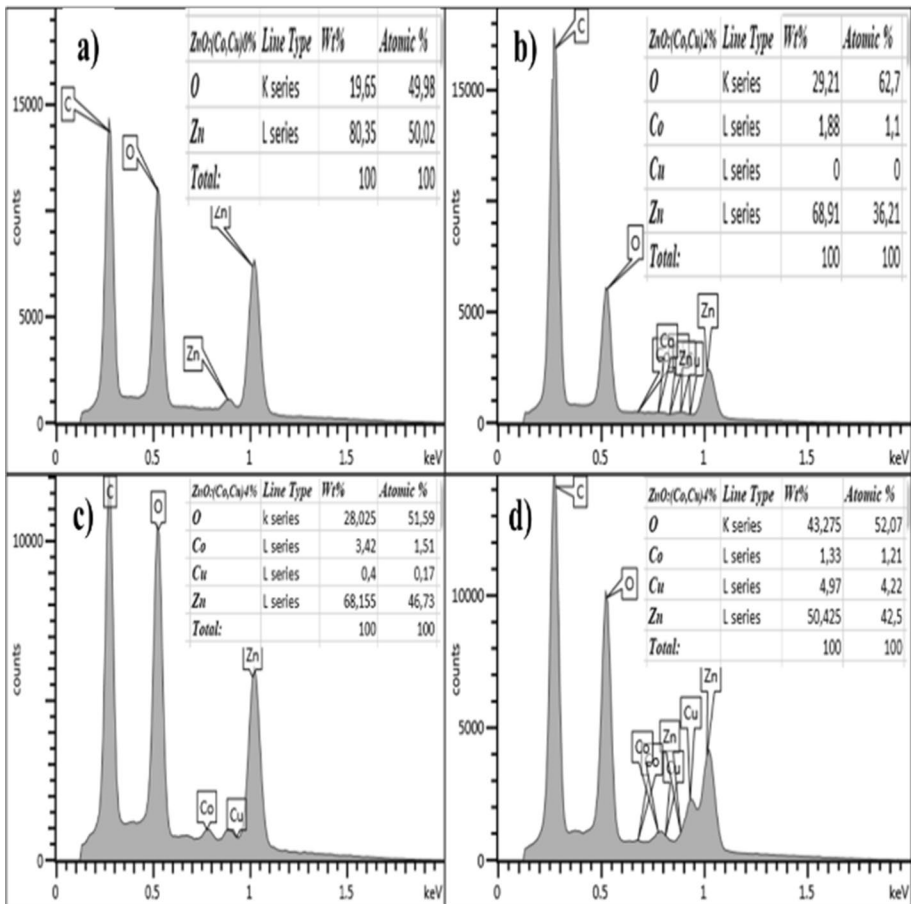 a)
ZnO:(Co,Cu)0% Line Type Wt% Atomic %
O K series 19,65 49,98
Zn L series 80,35 50,02
Total: 100 100
C
O
Zn
Zn
15000
5000
0
counts
0 0.5 1 1.5 keV
b)
ZnO:(Co,Cu)2% Line Type Wt% Atomic %
O K series 29,21 62,7
Co L series 1,88 1,1
Cu L series 0 0
Zn L series 68,91 36,21
Total: 100 100
C
O
Co
Zn
Zn
15000
5000
0
counts
0 0.5 1 1.5 keV
c)
ZnO:(Co,Cu)4% Line Type Wt% Atomic %
O k series 28,025 51,59
Co L series 3,42 1,51
Cu L series 0,4 0,17
Zn L series 68,155 46,73
Total: 100 100
C
O
Zn
Co
Cu
10000
0
counts
0 0.5 1 1.5 keV
d)
ZnO:(Co,Cu)4% Line Type Wt% Atomic %
O K series 43,275 52,07
Co L series 1,33 1,21
Cu L series 4,97 4,22
Zn L series 50,425 42,5
Total: 100 100
C
O
Zn
Cu
Zn
Co
Cu
10000
5000
0
counts
0 0.5 1 1.5 keV